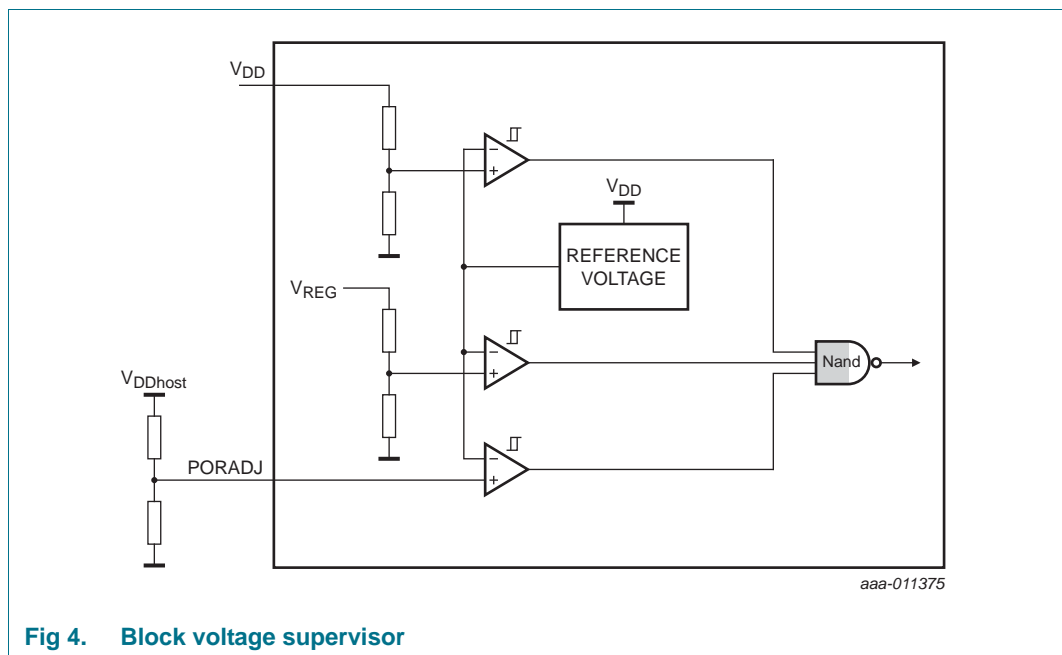 VDD
VDD
REFERENCE
VOLTAGE
VREG
Nand
VDDhost
PORADJ
− +
− +
− +
aaa-011375
Fig 4. Block voltage supervisor